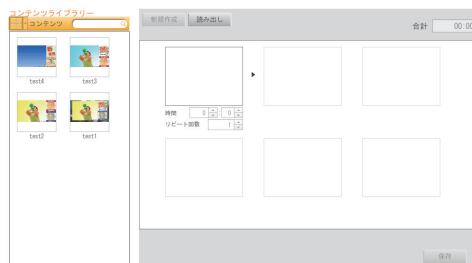 コンテンツライブラリー
コンテンツ
test4
test3
test2
test1
新規作成
読み出し
合計
00:00
時間
0 : 0
リピート回数
1
保存